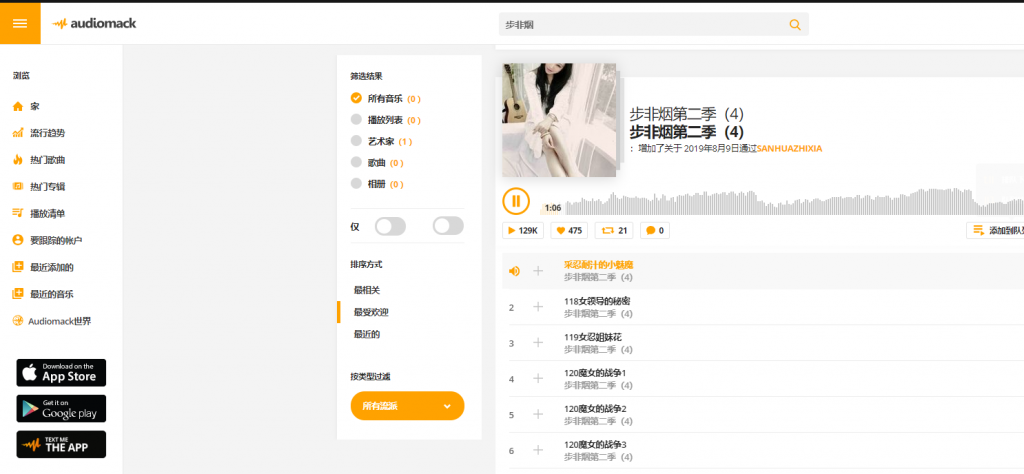 audiomack
步非烟
浏览
家
流行趋势
热门歌曲
热门专辑
播放清单
要跟踪的帐户
最近添加的
最近的音乐
Audiomack世界
Download on the
App Store
Get it on
Google play
TEXT ME
THE APP
筛选结果
所有音乐 (0)
播放列表 (0)
艺术家 (1)
歌曲 (0)
相册 (0)
仅
排序方式
最相关
最受欢迎
最近的
按类型过滤
所有流派
步非烟第二季（4）
步非烟第二季（4）
： 增加了关于 2019年8月9日通过SANHUAZHIXIA
1:06
129K 475 21 0
添加到队列
采忍耐汁的小魅魔
步非烟第二季（4）
2 118女领导的秘密
步非烟第二季（4）
3 119女忍姐妹花
步非烟第二季（4）
4 120魔女的战争1
步非烟第二季（4）
5 120魔女的战争2
步非烟第二季（4）
6 120魔女的战争3
步非烟第二季（4）